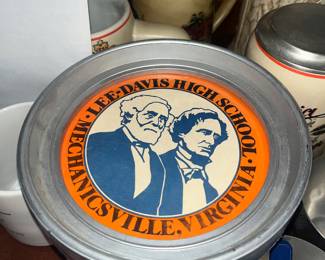 • LEE-DAVIS HIGH SCHOOL •
MECHANICSVILLE, VIRGINIA